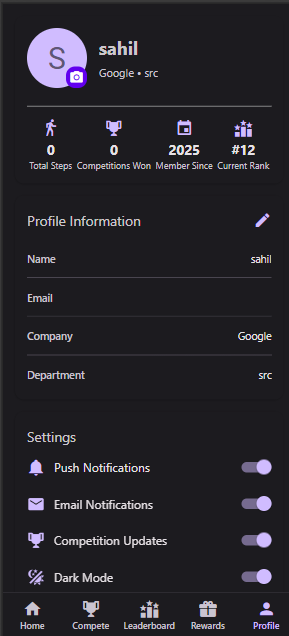 S
sahil
Google • src
0 0 2025 #12
Total Steps Competitions Won Member Since Current Rank
Profile Information
Name sahil
Email
Company Google
Department src
Settings
Push Notifications
Email Notifications
Competition Updates
Dark Mode
Home Compete Leaderboard Rewards Profile